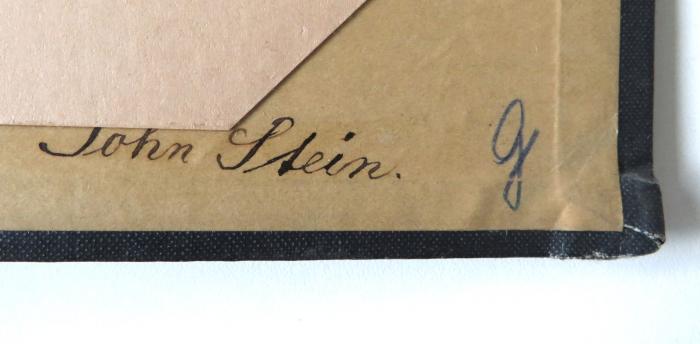 John Stein.
g